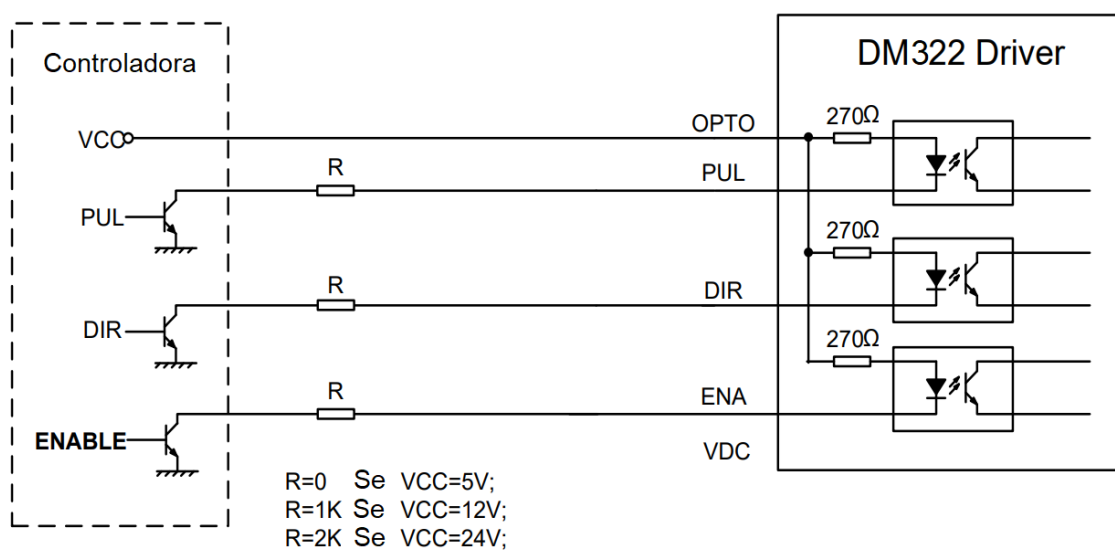 Controladora
DM322 Driver
VCC
OPTO
270Ω
R
PUL
PUL
270Ω
R
DIR
DIR
270Ω
R
ENA
ENABLE
VDC
R=0 Se VCC=5V;
R=1K Se VCC=12V;
R=2K Se VCC=24V;